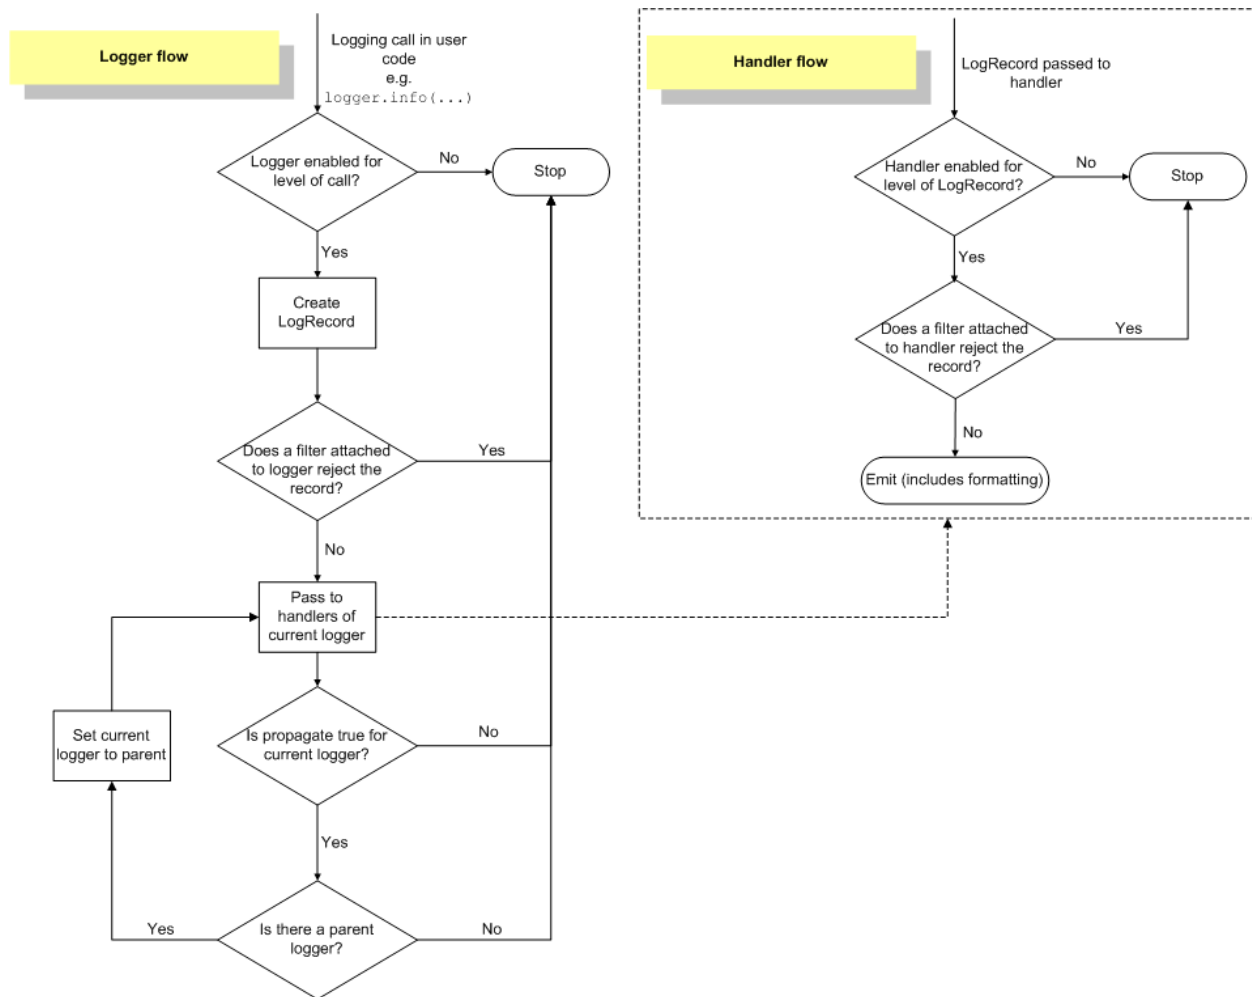 Logger flow
Logging call in user
code
e.g.
logger.info(...)
Logger enabled for
level of call?
No
Stop
Yes
Create
LogRecord
Does a filter attached
to logger reject the
record?
Yes
No
Pass to
handlers of
current logger
Set current
logger to parent
Is propagate true for
current logger?
No
Yes
Is there a parent
logger?
Yes
No
Handler flow
LogRecord passed to
handler
Handler enabled for
level of LogRecord?
No
Stop
Yes
Does a filter attached
to handler reject the
record?
Yes
No
Emit (includes formatting)